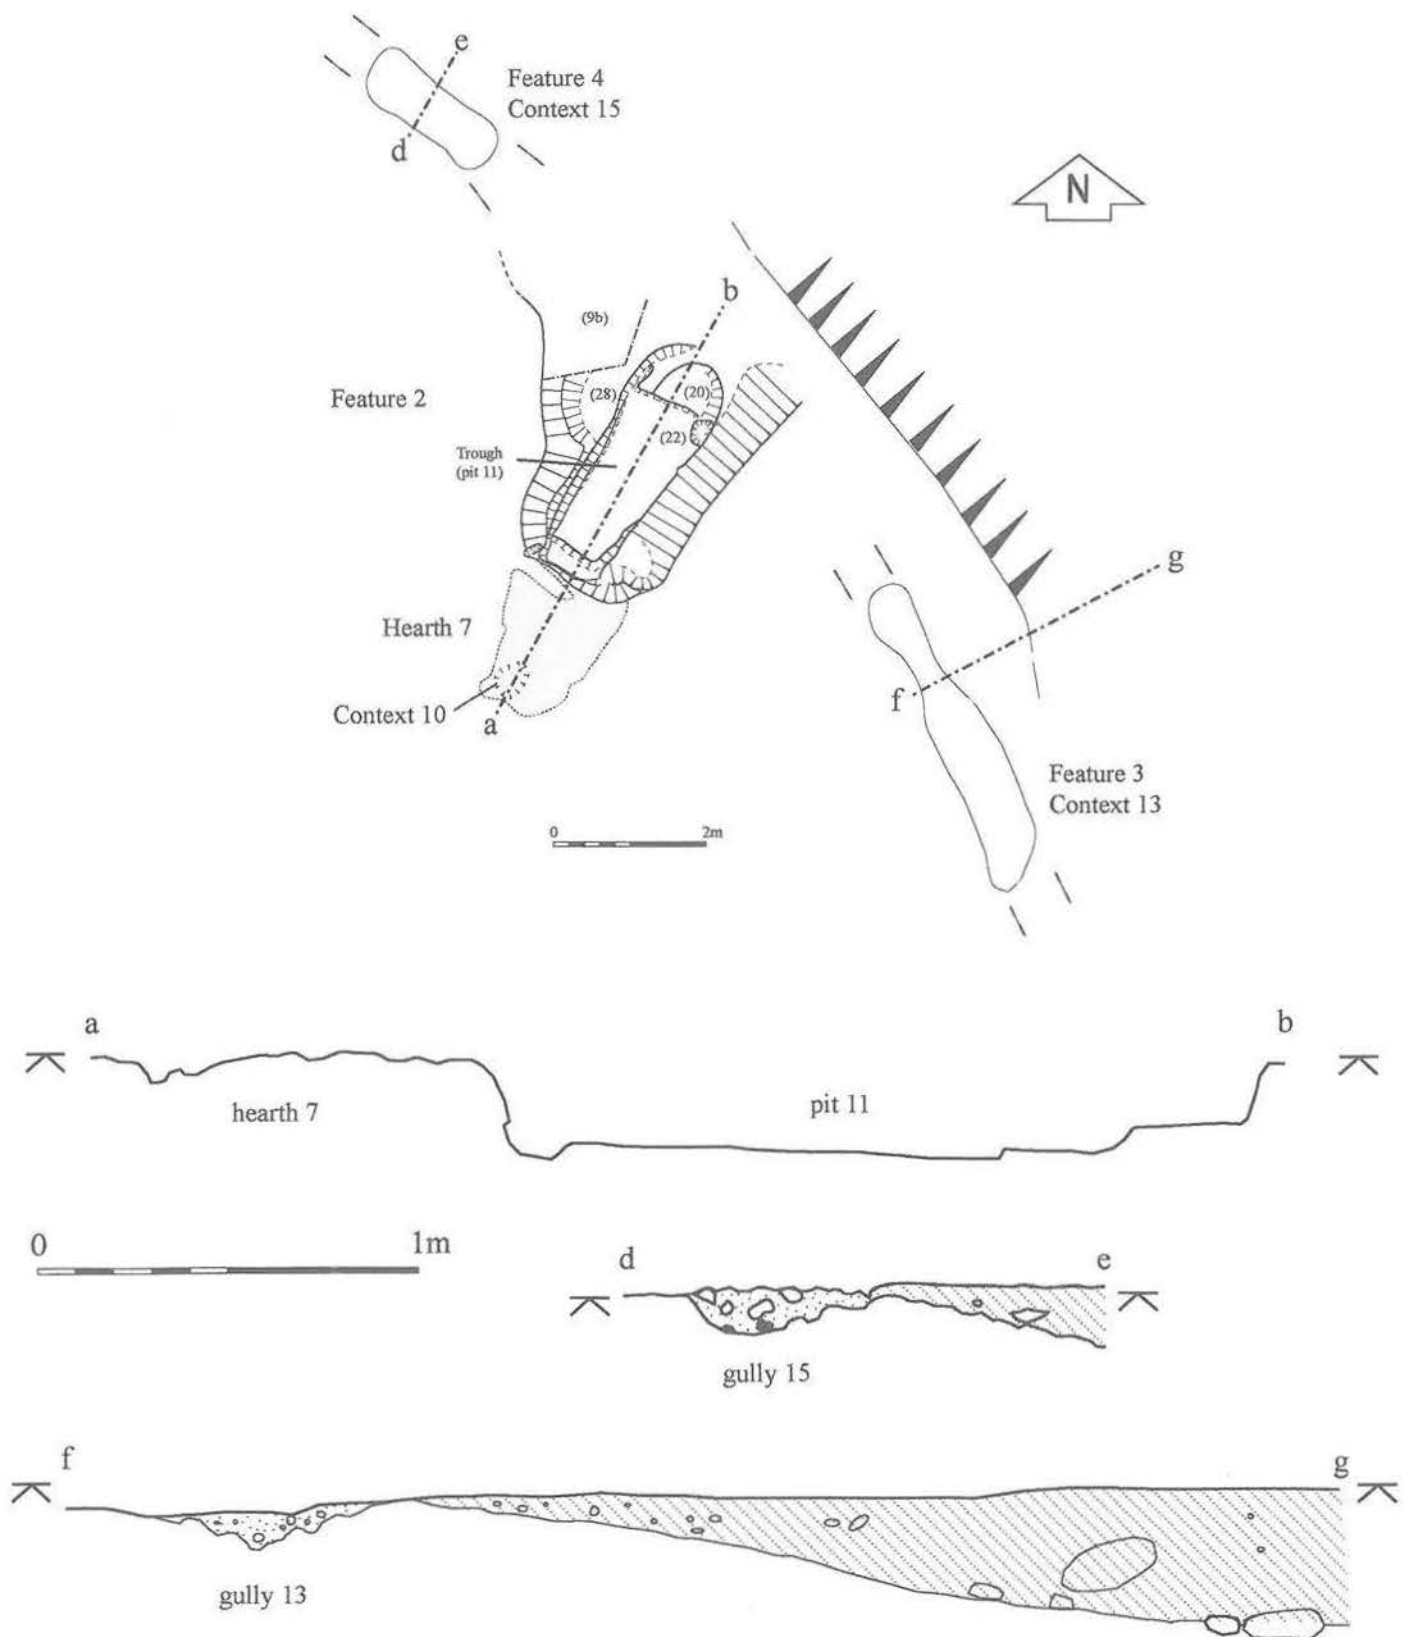 e
Feature 4
Context 15
d
N
b
(9b)
Feature 2
(28)
(20)
(22)
Trough
(pit 11)
g
Hearth 7
f
Context 10
a
Feature 3
Context 13
0 2m
a b
hearth 7
pit 11
0 1m
d e
gully 15
f g
gully 13